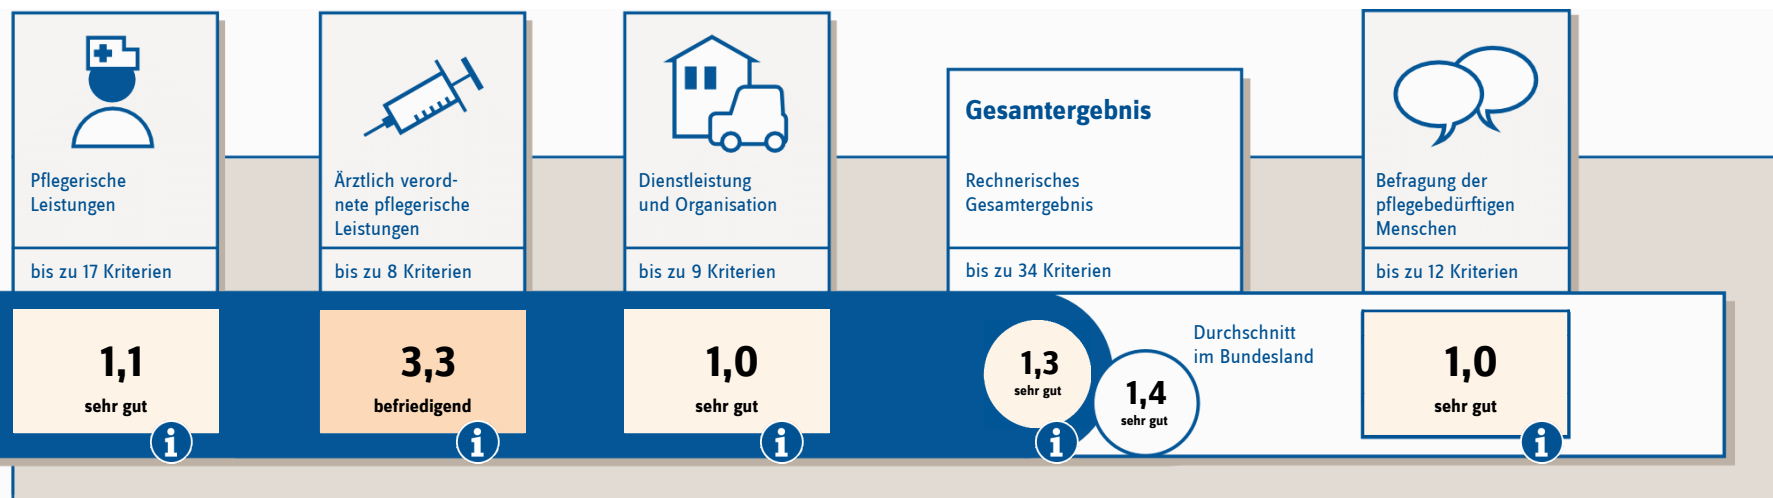 Pflegerische
Leistungen
bis zu 17 Kriterien
1,1
sehr gut
i
Ärztlich verord-
nete pflegerische
Leistungen
bis zu 8 Kriterien
3,3
befriedigend
i
Dienstleistung
und Organisation
bis zu 9 Kriterien
1,0
sehr gut
i
Gesamtergebnis
Rechnerisches
Gesamtergebnis
bis zu 34 Kriterien
1,3
sehr gut
i
1,4
sehr gut
Durchschnitt
im Bundesland
Befragung der
pflegebedürftigen
Menschen
bis zu 12 Kriterien
1,0
sehr gut
i